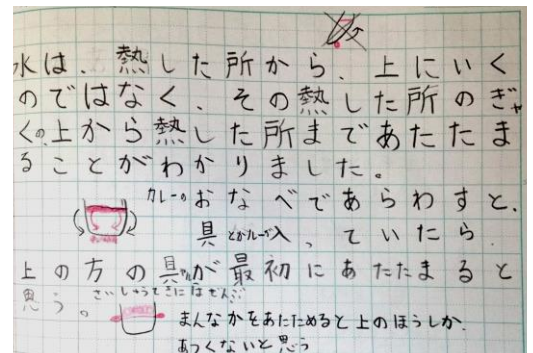 水は、熱した所から、上にいく
のではなく、その熱した所のぎゃ
くの、上から熱した所まであたたま
ることがわかりました。
カレーのおなべであらわすと、
具とかルーが入っていたら
上の方の具が最初にあたたまると
思う。さいしゅうてきにはぜんぶ
まんなかをあたためると上のほうしか、
あつくないと思う